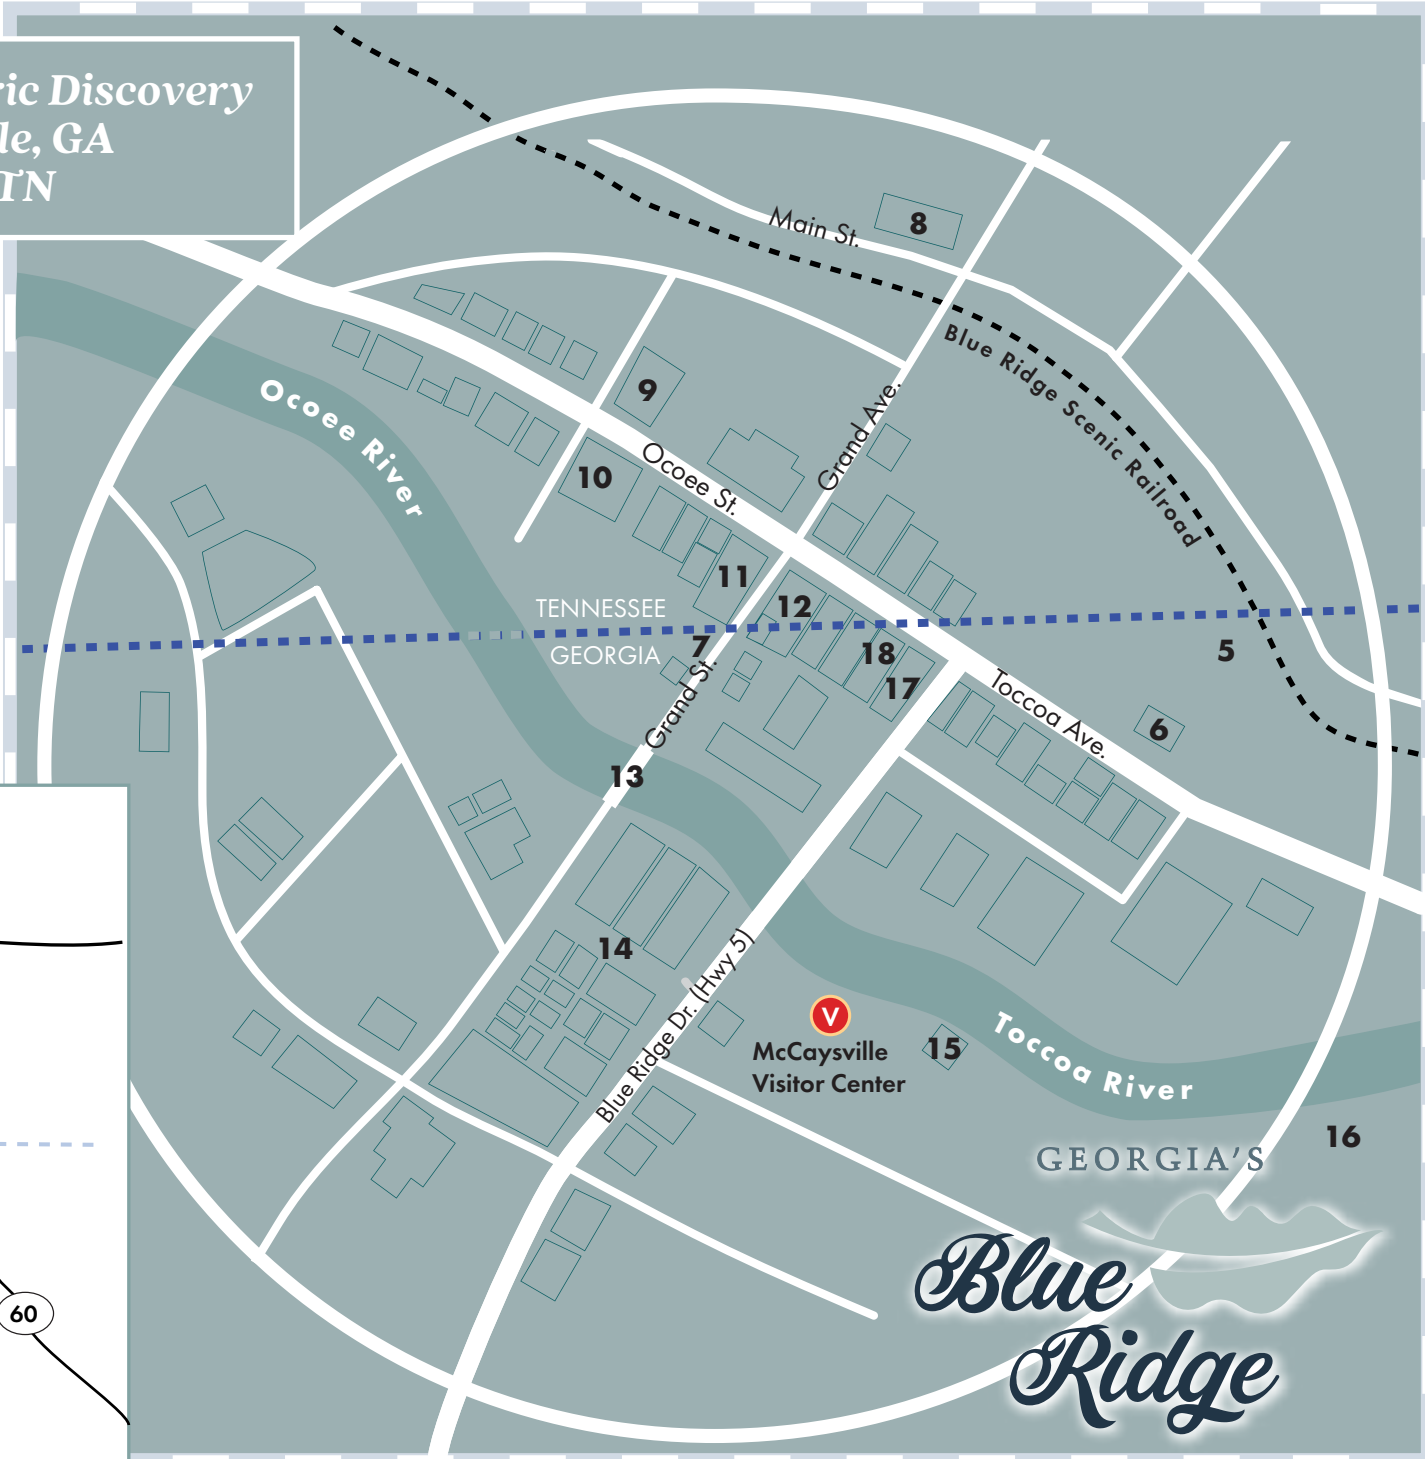 ric Discovery
le, GA
TN
8
Main St.
Blue Ridge Scenic Railroad
Ocoee River
9
Grand Ave.
10
Ocoee St.
11
12
TENNESSEE
GEORGIA
7
18
17
5
Grand St.
Toccoa Ave.
6
13
14
Blue Ridge Dr. (Hwy 5)
V
McCaysville
Visitor Center
15
Toccoa River
16
GEORGIA'S
Blue
Ridge
60